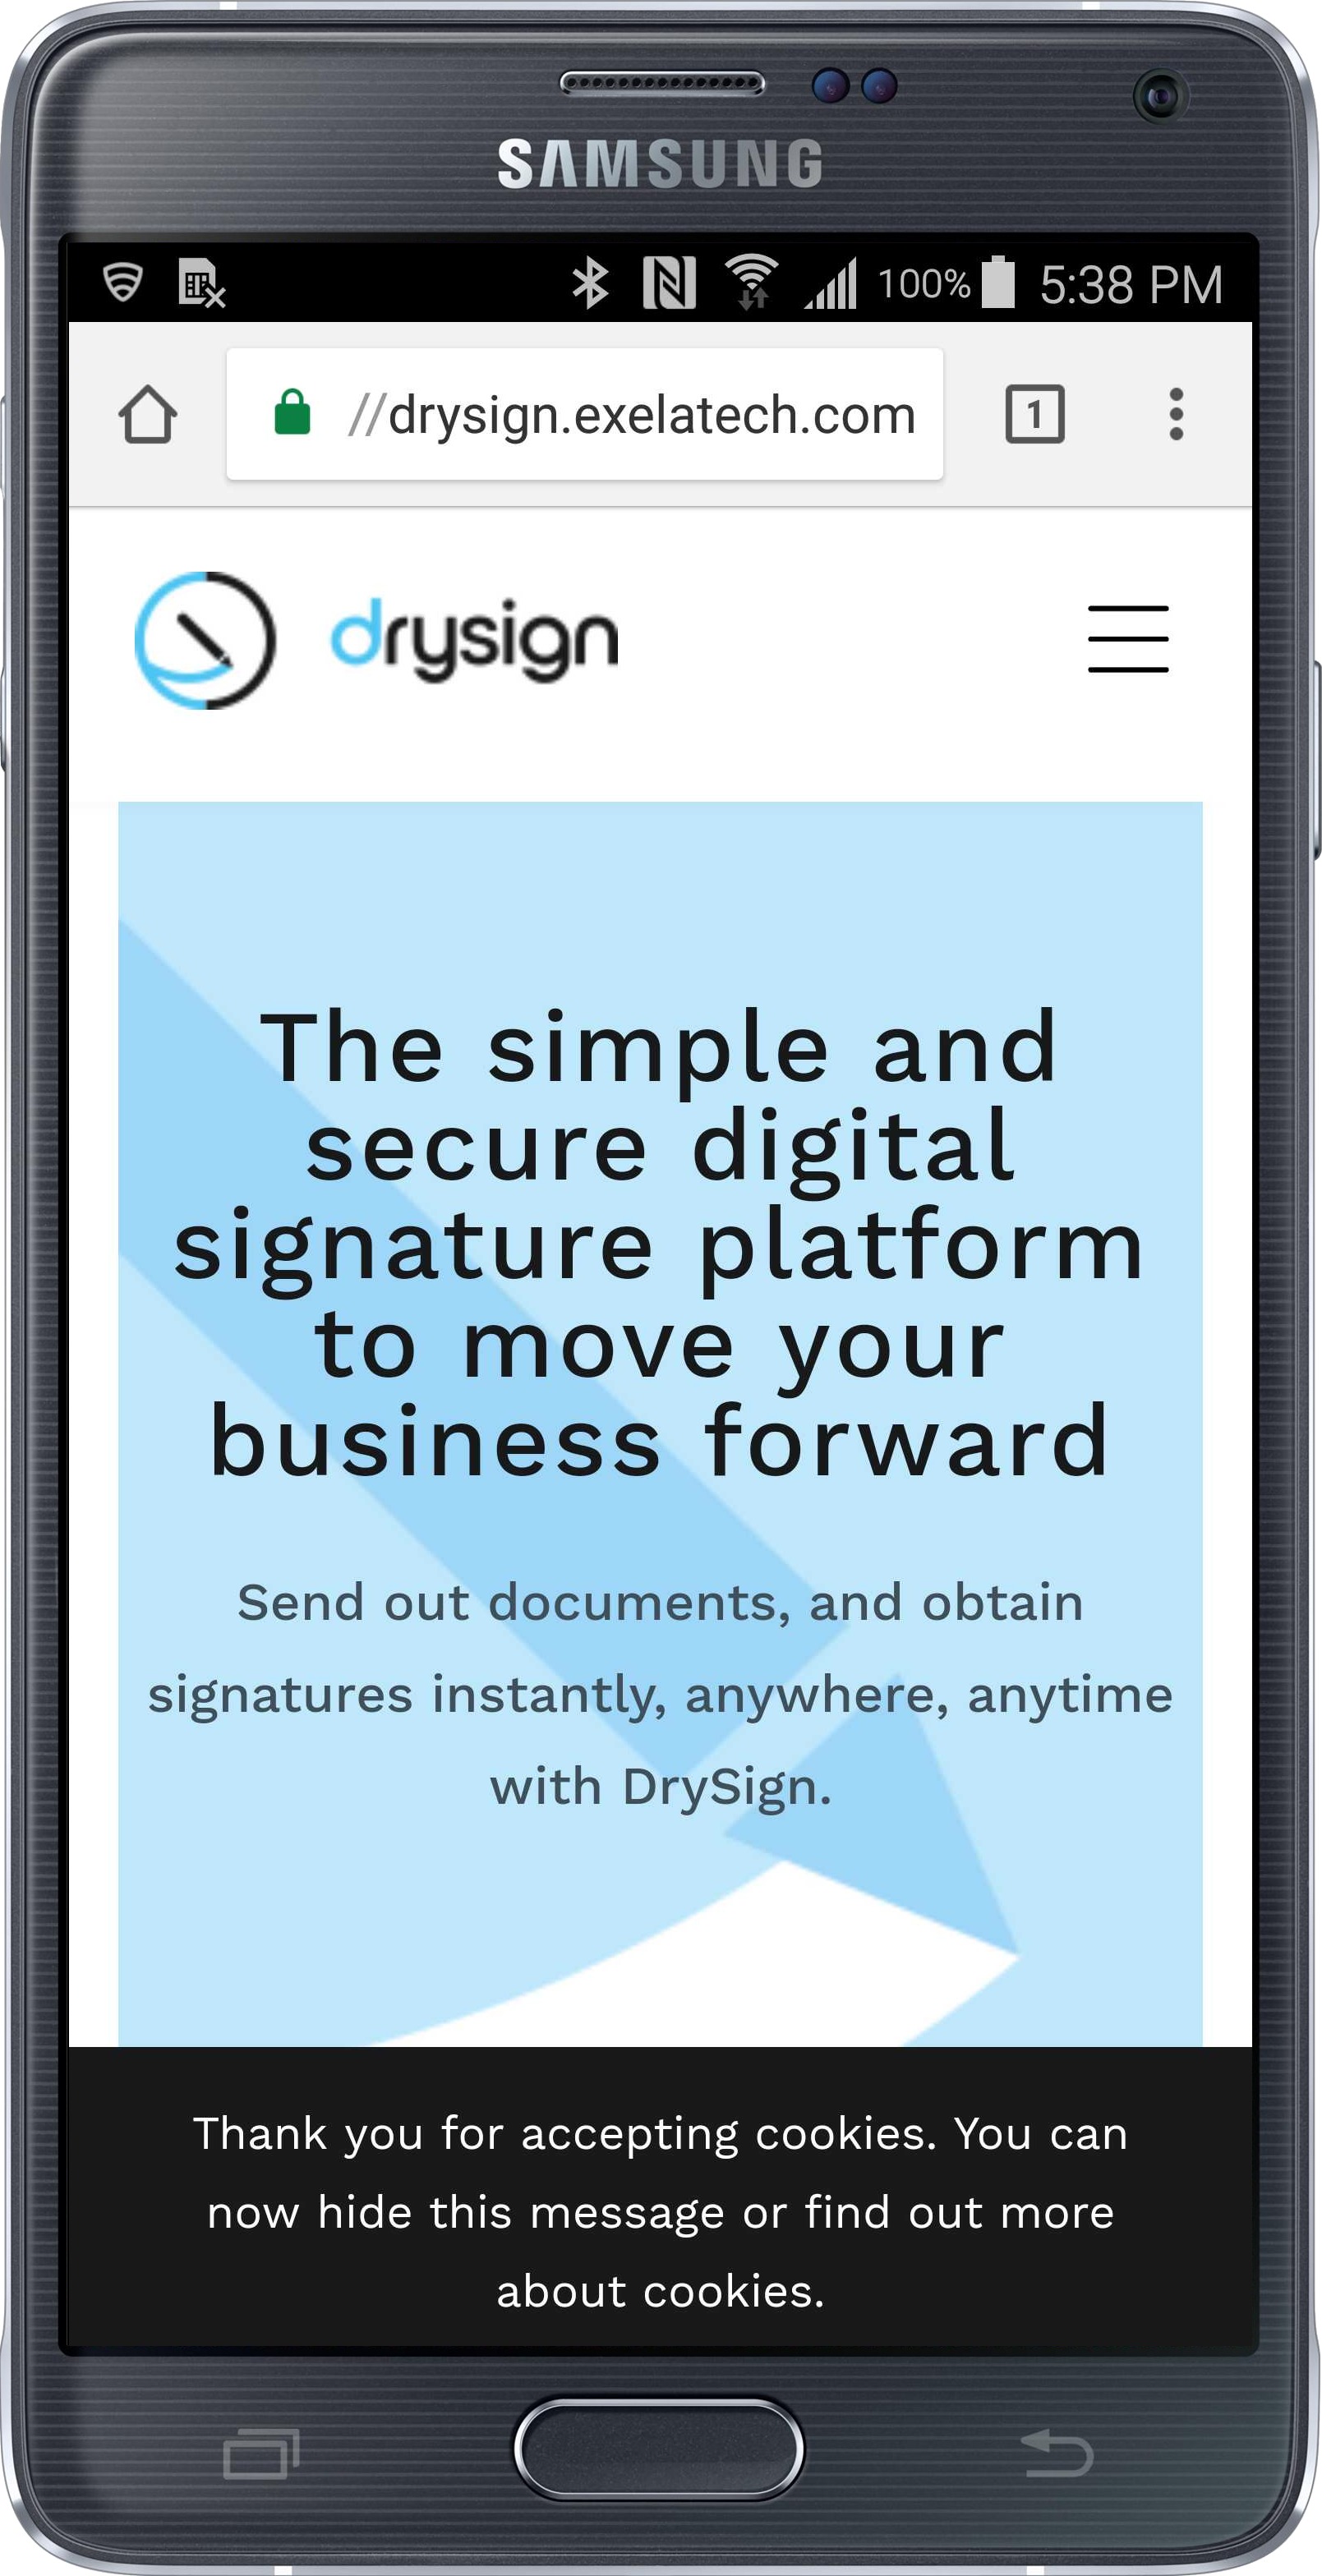 SAMSUNG
100% 5:38 PM
//drysign.exelatech.com
1
drysign
The simple and
secure digital
signature platform
to move your
business forward
Send out documents, and obtain
signatures instantly, anywhere, anytime
with DrySign.
Thank you for accepting cookies. You can
now hide this message or find out more
about cookies.